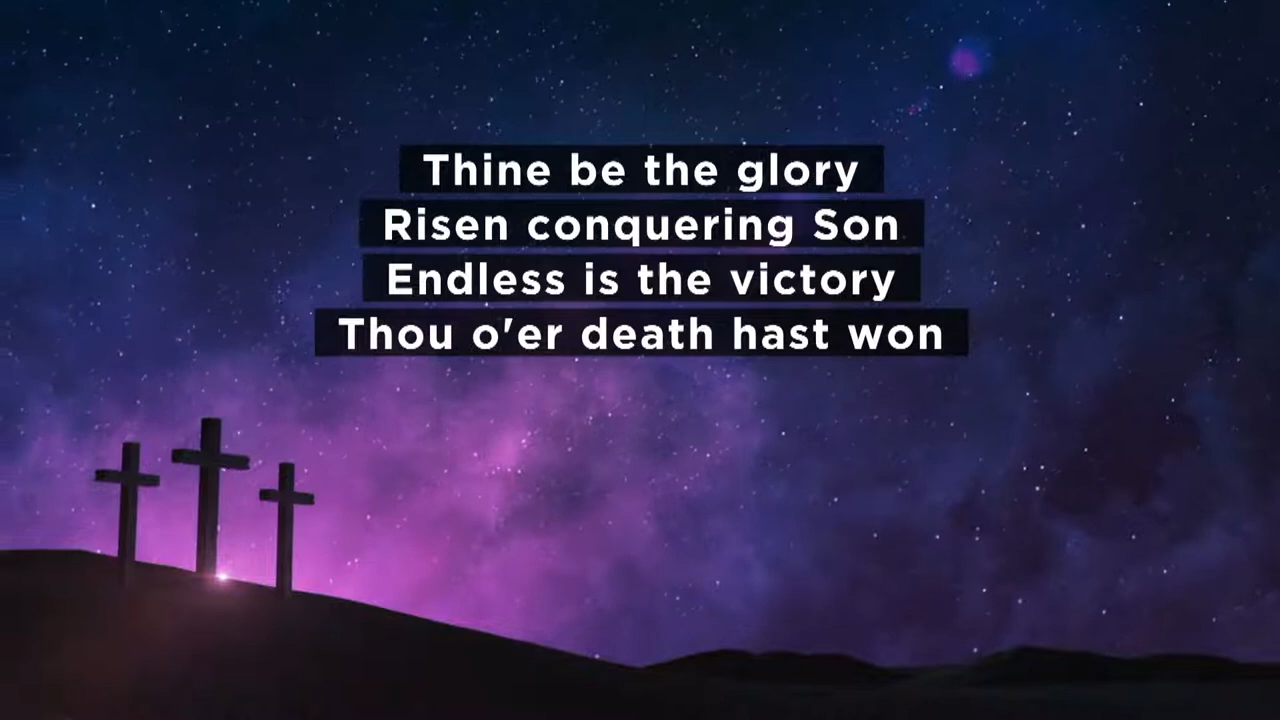 Thine be the glory
Risen conquering Son
Endless is the victory
Thou o'er death hast won